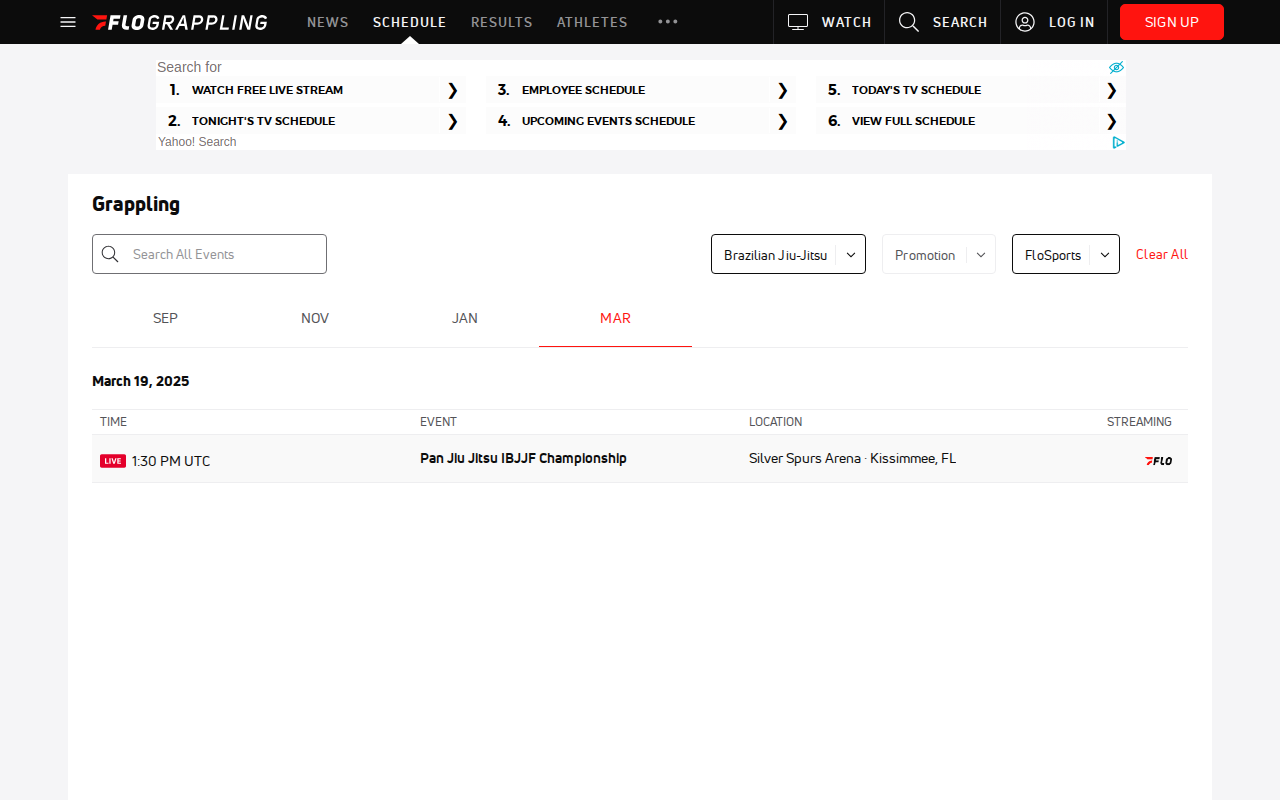 FLOGRAPPLING NEWS SCHEDULE RESULTS ATHLETES WATCH SEARCH LOG IN SIGN UP
Search for
1. WATCH FREE LIVE STREAM
3. EMPLOYEE SCHEDULE
5. TODAY'S TV SCHEDULE
2. TONIGHT'S TV SCHEDULE
4. UPCOMING EVENTS SCHEDULE
6. VIEW FULL SCHEDULE
Yahoo! Search
Grappling
Search All Events
Brazilian Jiu-Jitsu
Promotion
FloSports
Clear All
SEP NOV JAN MAR
March 19, 2025
TIME EVENT LOCATION STREAMING
LIVE 1:30 PM UTC Pan Jiu Jitsu IBJJF Championship Silver Spurs Arena · Kissimmee, FL FLO